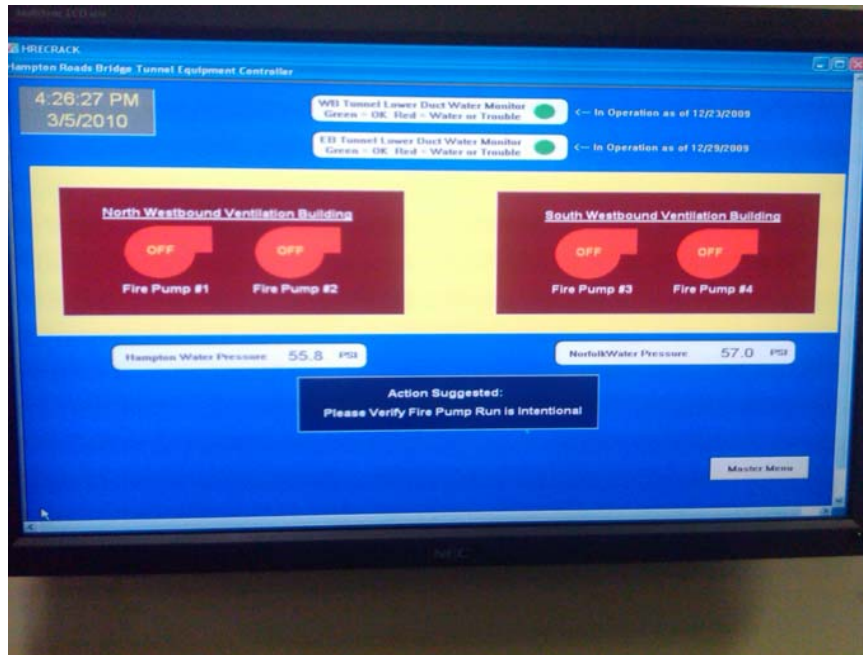 HRECRACK
Hampton Roads Bridge Tunnel Equipment Controller
4:26:27 PM
3/5/2010
WB Tunnel Lower Duct Water Monitor
Green = OK Red = Water or Trouble
<-- In Operation as of 12/23/2009
EB Tunnel Lower Duct Water Monitor
Green = OK Red = Water or Trouble
<-- In Operation as of 12/29/2009
North Westbound Ventilation Building
OFF OFF
Fire Pump #1 Fire Pump #2
South Westbound Ventilation Building
OFF OFF
Fire Pump #3 Fire Pump #4
Hampton Water Pressure 55.8 PSI
NorfolkWater Pressure 57.0 PSI
Action Suggested:
Please Verify Fire Pump Run is Intentional
Master Menu
NEC